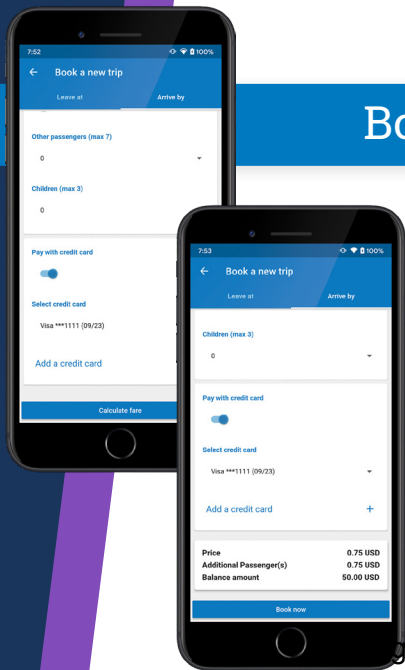 7:52
100%
Book a new trip
Leave at
Arrive by
Other passengers (max 7)
0
Children (max 3)
0
Pay with credit card
Select credit card
Visa ***1111 (09/23)
Add a credit card
Calculate fare
Bo
7:53
100%
Book a new trip
Leave at
Arrive by
Children (max 3)
0
Pay with credit card
Select credit card
Visa ***1111 (09/23)
Add a credit card +
Price 0.75 USD
Additional Passenger(s) 0.75 USD
Balance amount 50.00 USD
Book now